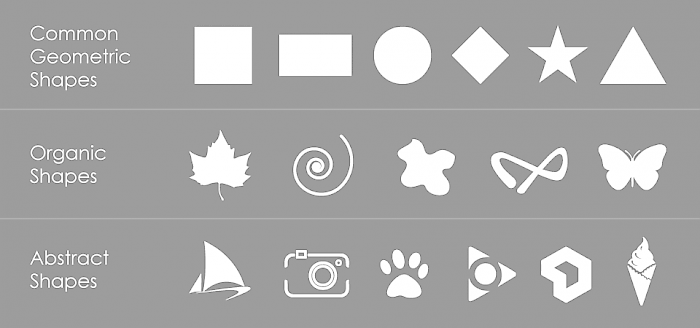 Common
Geometric
Shapes
Organic
Shapes
Abstract
Shapes